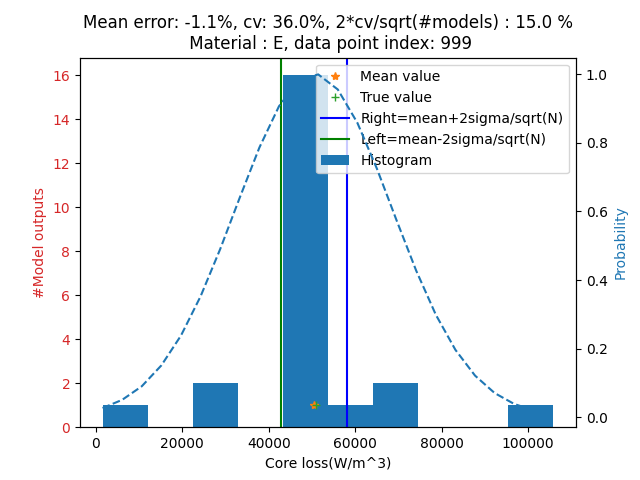 Mean error: -1.1%, cv: 36.0%, 2*cv/sqrt(#models) : 15.0 %
Material : E, data point index: 999
Mean value
True value
Right=mean+2sigma/sqrt(N)
Left=mean-2sigma/sqrt(N)
Histogram
#Model outputs
16
14
12
10
8
6
4
2
0
Probability
1.0
0.8
0.6
0.4
0.2
0.0
0
20000
40000
60000
80000
100000
Core loss(W/m^3)